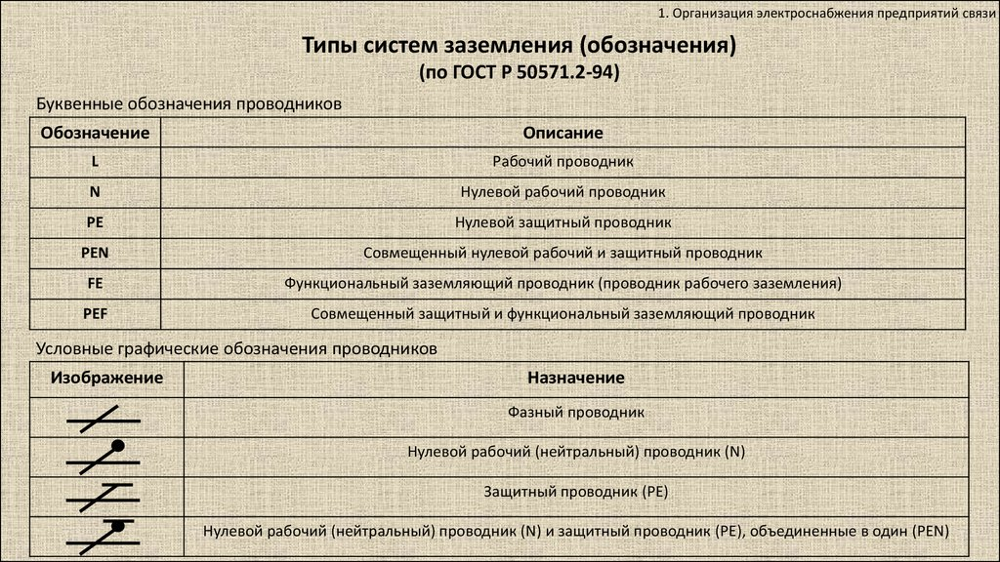 1. Организация электроснабжения предприятий связи
Типы систем заземления (обозначения)
(по ГОСТ Р 50571.2-94)
Буквенные обозначения проводников
Обозначение Описание
L Рабочий проводник
N Нулевой рабочий проводник
PE Нулевой защитный проводник
PEN Совмещенный нулевой рабочий и защитный проводник
FE Функциональный заземляющий проводник (проводник рабочего заземления)
PEF Совмещенный защитный и функциональный заземляющий проводник
Условные графические обозначения проводников
Изображение Назначение
Фазный проводник
Нулевой рабочий (нейтральный) проводник (N)
Защитный проводник (PE)
Нулевой рабочий (нейтральный) проводник (N) и защитный проводник (PE), объединенные в один (PEN)